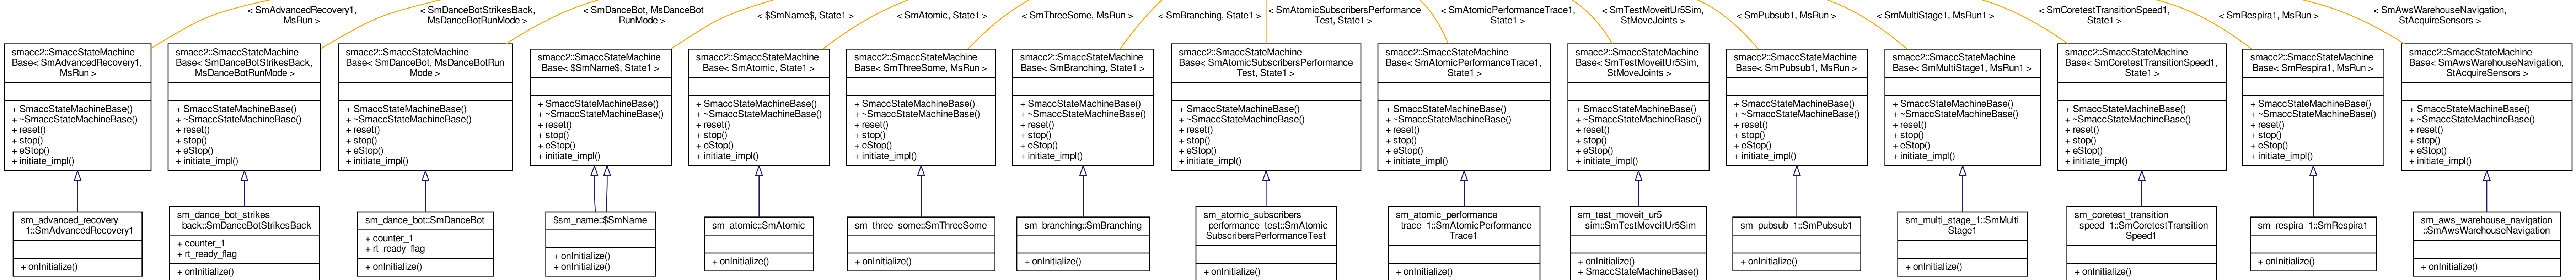 < SmAdvancedRecovery1,
MsRun >
< SmDanceBotStrikesBack,
MsDanceBotRunMode >
< SmDanceBot, MsDanceBot
RunMode >
< $SmName$, State1 >
< SmAtomic, State1 >
< SmThreeSome, MsRun >
< SmBranching, State1 >
< SmAtomicSubscribersPerformance
Test, State1 >
< SmAtomicPerformanceTrace1,
State1 >
< SmTestMoveitUr5Sim,
StMoveJoints >
< SmPubsub1, MsRun >
< SmMultiStage1, MsRun1 >
< SmCoretestTransitionSpeed1,
State1 >
< SmRespira1, MsRun >
< SmAwsWarehouseNavigation,
StAcquireSensors >
smacc2::SmaccStateMachine
Base< SmAdvancedRecovery1,
MsRun >
+ SmaccStateMachineBase()
+ ~SmaccStateMachineBase()
+ reset()
+ stop()
+ eStop()
+ initiate_impl()
smacc2::SmaccStateMachine
Base< SmDanceBotStrikesBack,
MsDanceBotRunMode >
+ SmaccStateMachineBase()
+ ~SmaccStateMachineBase()
+ reset()
+ stop()
+ eStop()
+ initiate_impl()
smacc2::SmaccStateMachine
Base< SmDanceBot, MsDanceBotRun
Mode >
+ SmaccStateMachineBase()
+ ~SmaccStateMachineBase()
+ reset()
+ stop()
+ eStop()
+ initiate_impl()
smacc2::SmaccStateMachine
Base< $SmName$, State1 >
+ SmaccStateMachineBase()
+ ~SmaccStateMachineBase()
+ reset()
+ stop()
+ eStop()
+ initiate_impl()
smacc2::SmaccStateMachine
Base< SmAtomic, State1 >
+ SmaccStateMachineBase()
+ ~SmaccStateMachineBase()
+ reset()
+ stop()
+ eStop()
+ initiate_impl()
smacc2::SmaccStateMachine
Base< SmThreeSome, MsRun >
+ SmaccStateMachineBase()
+ ~SmaccStateMachineBase()
+ reset()
+ stop()
+ eStop()
+ initiate_impl()
smacc2::SmaccStateMachine
Base< SmBranching, State1 >
+ SmaccStateMachineBase()
+ ~SmaccStateMachineBase()
+ reset()
+ stop()
+ eStop()
+ initiate_impl()
smacc2::SmaccStateMachine
Base< SmAtomicSubscribersPerformance
Test, State1 >
+ SmaccStateMachineBase()
+ ~SmaccStateMachineBase()
+ reset()
+ stop()
+ eStop()
+ initiate_impl()
smacc2::SmaccStateMachine
Base< SmAtomicPerformanceTrace1,
State1 >
+ SmaccStateMachineBase()
+ ~SmaccStateMachineBase()
+ reset()
+ stop()
+ eStop()
+ initiate_impl()
smacc2::SmaccStateMachine
Base< SmTestMoveitUr5Sim,
StMoveJoints >
+ SmaccStateMachineBase()
+ ~SmaccStateMachineBase()
+ reset()
+ stop()
+ eStop()
+ initiate_impl()
smacc2::SmaccStateMachine
Base< SmPubsub1, MsRun >
+ SmaccStateMachineBase()
+ ~SmaccStateMachineBase()
+ reset()
+ stop()
+ eStop()
+ initiate_impl()
smacc2::SmaccStateMachine
Base< SmMultiStage1, MsRun1 >
+ SmaccStateMachineBase()
+ ~SmaccStateMachineBase()
+ reset()
+ stop()
+ eStop()
+ initiate_impl()
smacc2::SmaccStateMachine
Base< SmCoretestTransitionSpeed1,
State1 >
+ SmaccStateMachineBase()
+ ~SmaccStateMachineBase()
+ reset()
+ stop()
+ eStop()
+ initiate_impl()
smacc2::SmaccStateMachine
Base< SmRespira1, MsRun >
+ SmaccStateMachineBase()
+ ~SmaccStateMachineBase()
+ reset()
+ stop()
+ eStop()
+ initiate_impl()
smacc2::SmaccStateMachine
Base< SmAwsWarehouseNavigation,
StAcquireSensors >
+ SmaccStateMachineBase()
+ ~SmaccStateMachineBase()
+ reset()
+ stop()
+ eStop()
+ initiate_impl()
sm_advanced_recovery
_1::SmAdvancedRecovery1
+ onInitialize()
sm_dance_bot_strikes
_back::SmDanceBotStrikesBack
+ counter_1
+ rt_ready_flag
+ onInitialize()
sm_dance_bot::SmDanceBot
+ counter_1
+ rt_ready_flag
+ onInitialize()
$sm_name::$SmName
+ onInitialize()
+ onInitialize()
sm_atomic::SmAtomic
+ onInitialize()
sm_three_some::SmThreeSome
+ onInitialize()
sm_branching::SmBranching
+ onInitialize()
sm_atomic_subscribers
_performance_test::SmAtomic
SubscribersPerformanceTest
+ onInitialize()
sm_atomic_performance
_trace_1::SmAtomicPerformance
Trace1
+ onInitialize()
sm_test_moveit_ur5
_sim::SmTestMoveitUr5Sim
+ onInitialize()
+ SmaccStateMachineBase()
sm_pubsub_1::SmPubsub1
+ onInitialize()
sm_multi_stage_1::SmMulti
Stage1
+ onInitialize()
sm_coretest_transition
_speed_1::SmCoretestTransition
Speed1
+ onInitialize()
sm_respira_1::SmRespira1
+ onInitialize()
sm_aws_warehouse_navigation
::SmAwsWarehouseNavigation
+ onInitialize()